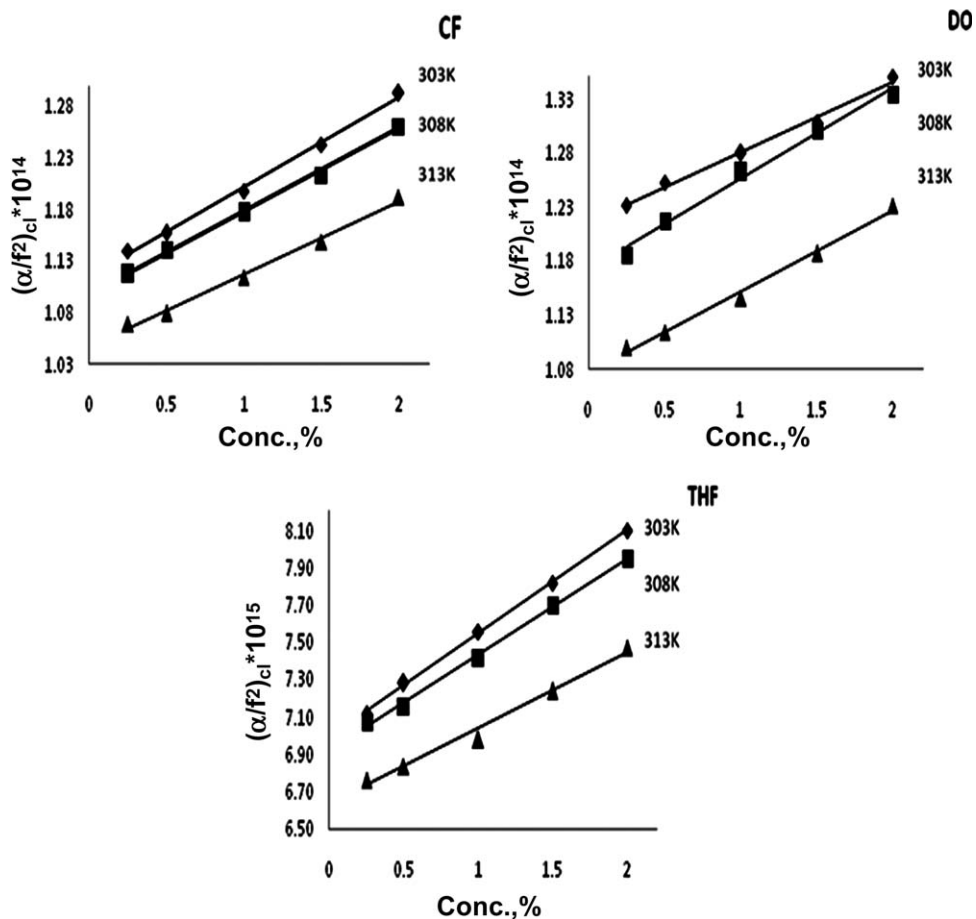 CF
303K
308K
313K
1.28
1.23
1.18
1.13
1.08
1.03
(α/f²)cl*10¹⁴
0 0.5 1 1.5 2
Conc.,%
DO
303K
308K
313K
1.33
1.28
1.23
1.18
1.13
1.08
(α/f²)cl*10¹⁴
0 0.5 1 1.5 2
Conc.,%
THF
303K
308K
313K
8.10
7.90
7.70
7.50
7.30
7.10
6.90
6.70
6.50
(α/f²)cl*10¹⁵
0 0.5 1 1.5 2
Conc.,%